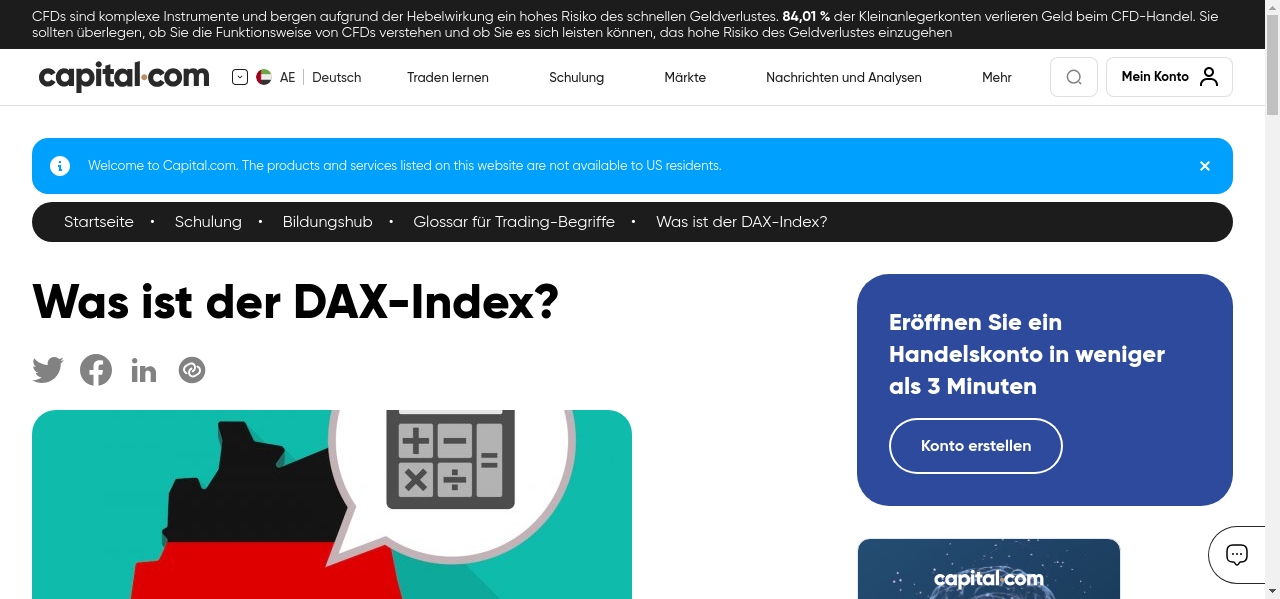 CFDs sind komplexe Instrumente und bergen aufgrund der Hebelwirkung ein hohes Risiko des schnellen Geldverlustes. 84,01 % der Kleinanlegerkonten verlieren Geld beim CFD-Handel. Sie
sollten überlegen, ob Sie die Funktionsweise von CFDs verstehen und ob Sie es sich leisten können, das hohe Risiko des Geldverlustes einzugehen
capital.com AE Deutsch Traden lernen Schulung Märkte Nachrichten und Analysen Mehr Mein Konto
Welcome to Capital.com. The products and services listed on this website are not available to US residents.
Startseite • Schulung • Bildungshub • Glossar für Trading-Begriffe • Was ist der DAX-Index?
Was ist der DAX-Index?
Eröffnen Sie ein
Handelskonto in weniger
als 3 Minuten
Konto erstellen
capital.com